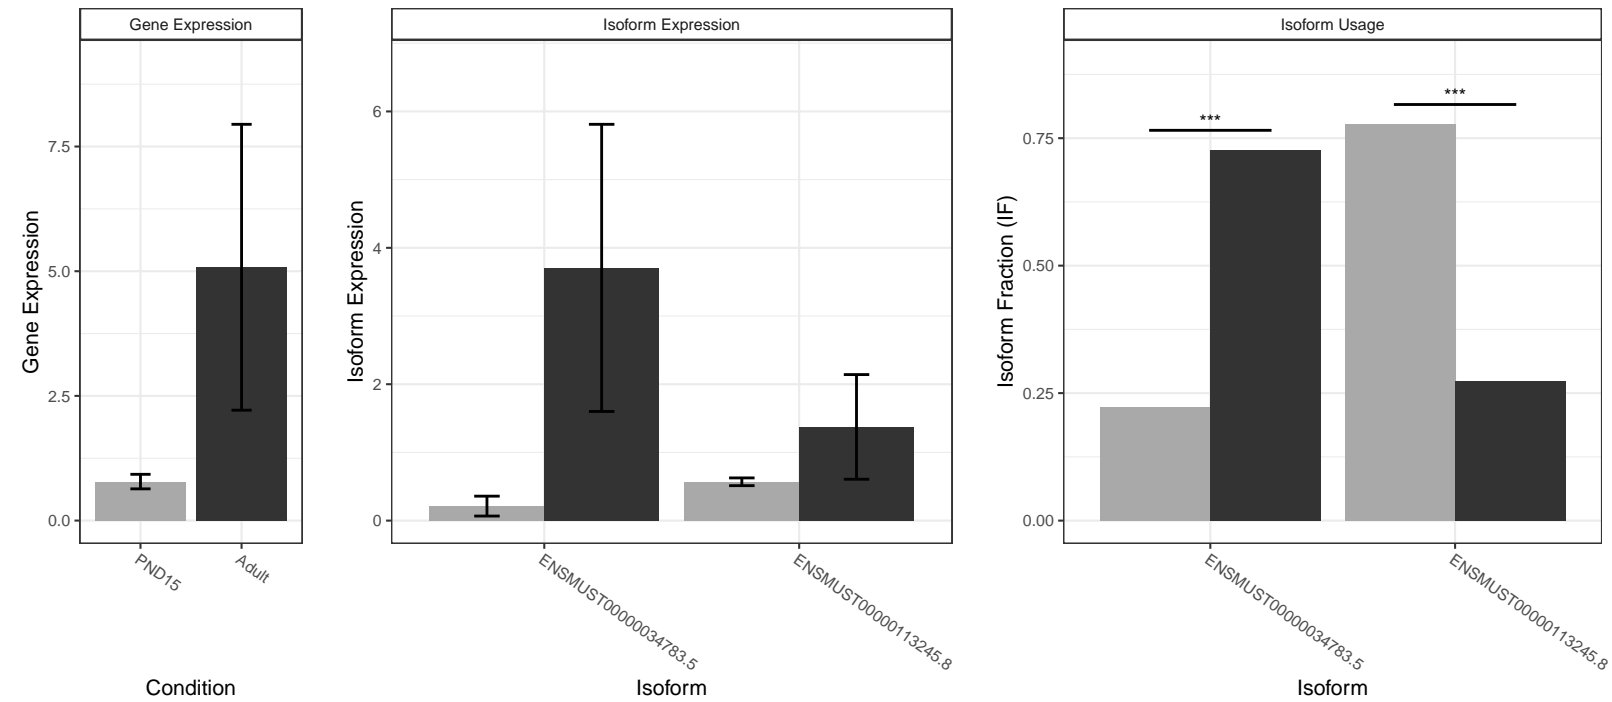 Gene Expression
Gene Expression
7.5
5.0
2.5
0.0
PND15
Adult
Condition
Isoform Expression
Isoform Expression
6
4
2
0
ENSMUST00000034783.5
ENSMUST00000113245.8
Isoform
Isoform Usage
Isoform Fraction (IF)
0.75
0.50
0.25
0.00
***
***
ENSMUST00000034783.5
ENSMUST00000113245.8
Isoform